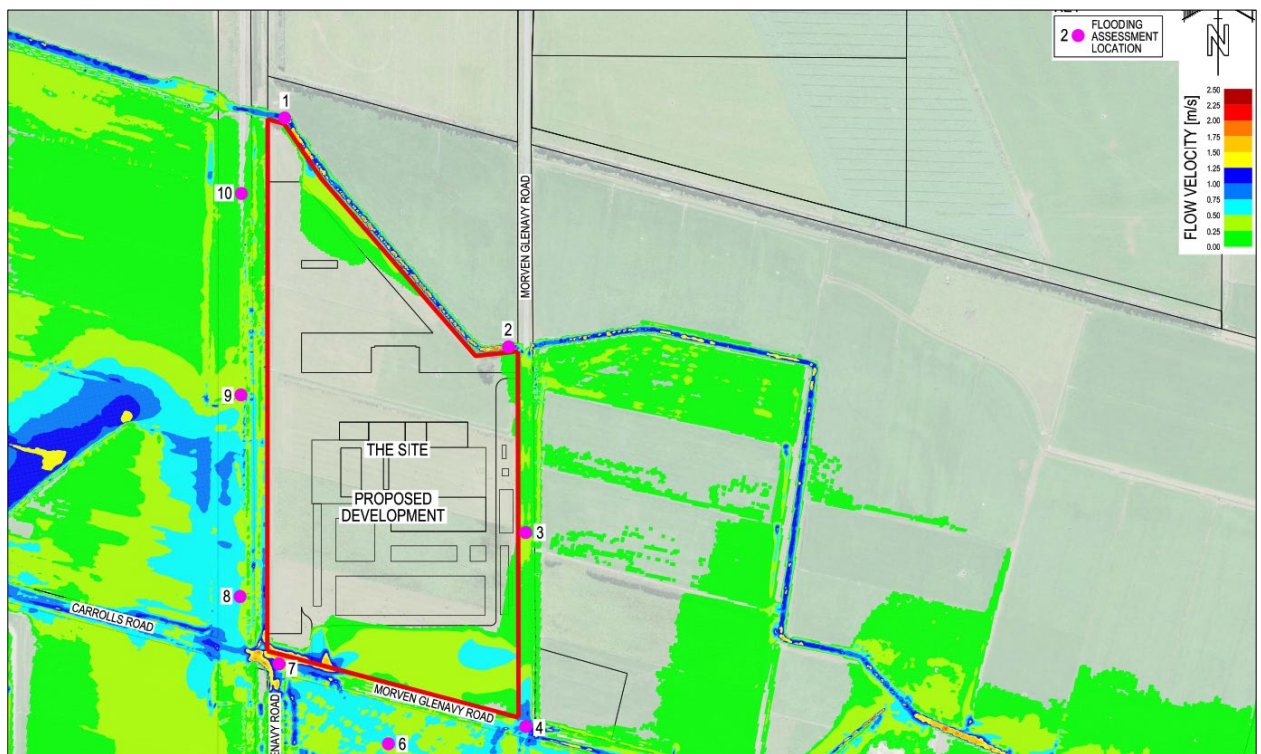 2
FLOODING
ASSESSMENT
LOCATION
N
FLOW VELOCITY [m/s]
2.50
2.25
2.00
1.75
1.50
1.25
1.00
0.75
0.50
0.25
0.00
1
10
MORVEN GLENAVY ROAD
2
9
THE SITE
PROPOSED
DEVELOPMENT
3
8
CARROLLS ROAD
7
MORVEN GLENAVY ROAD
4
ENAVY ROAD
6